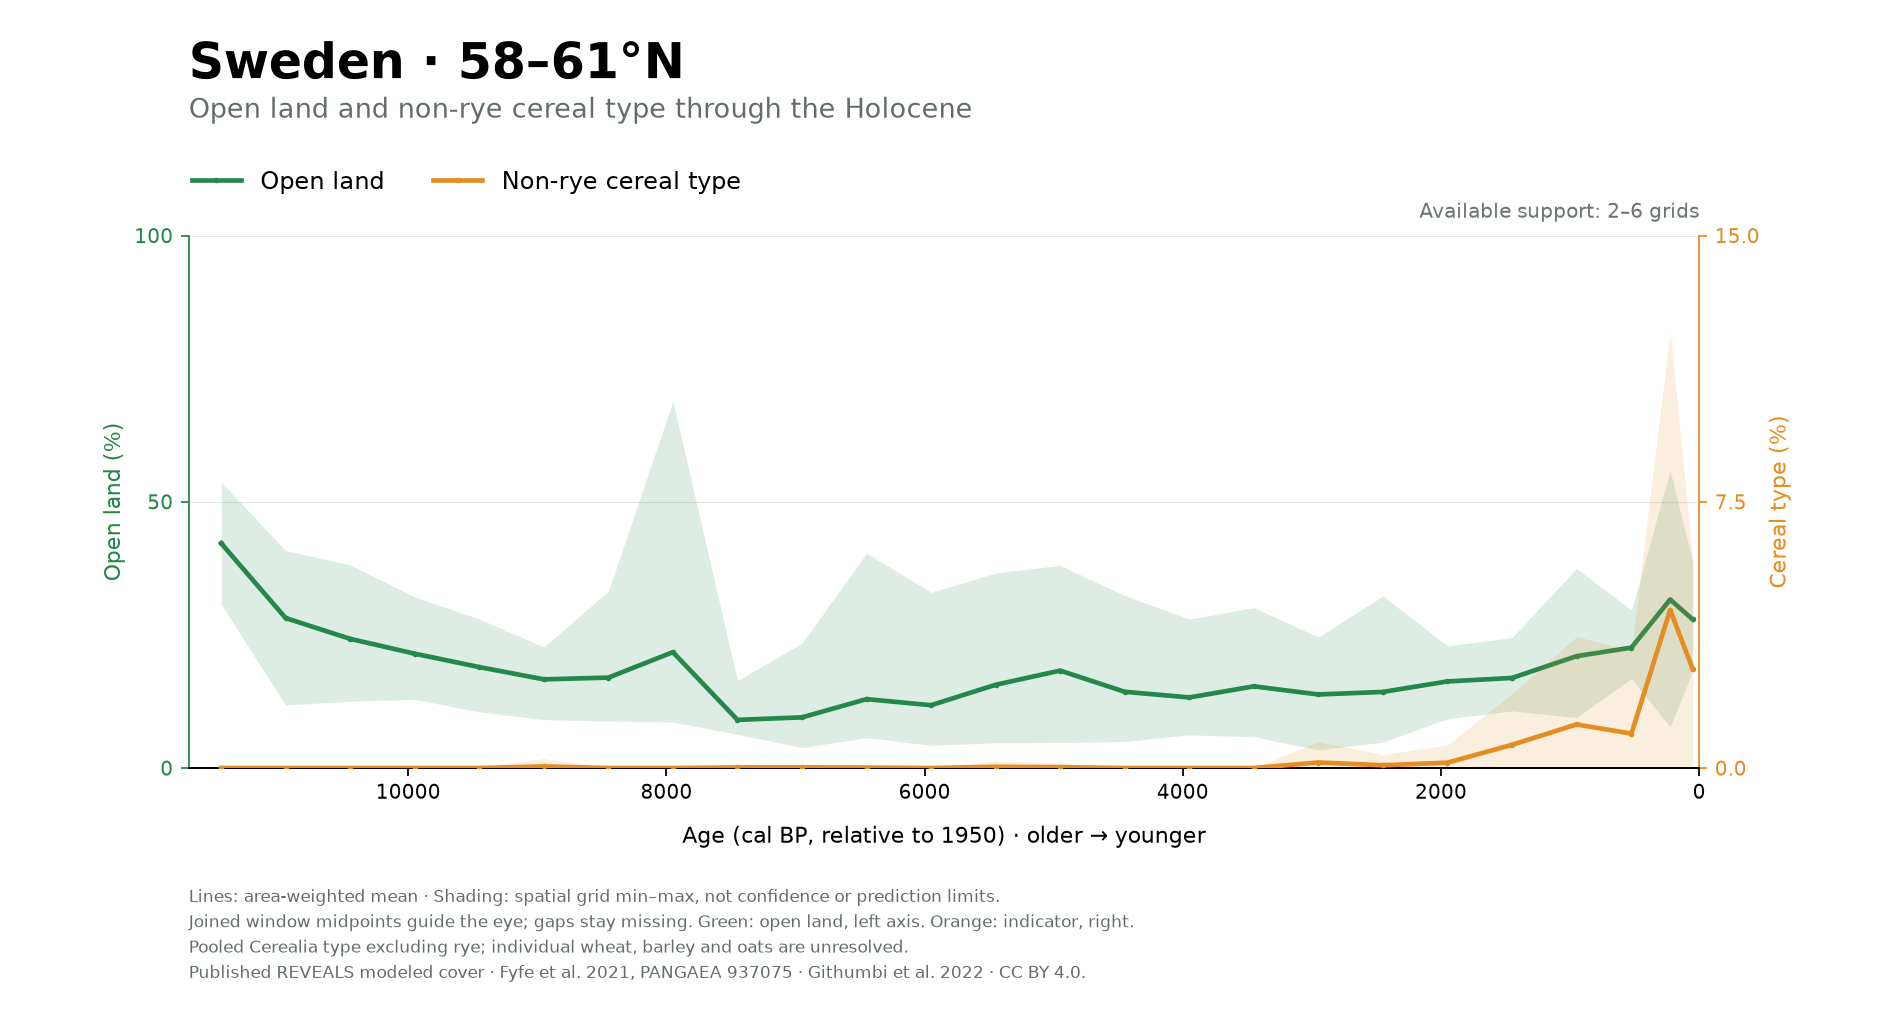 Sweden · 58–61°N
Open land and non-rye cereal type through the Holocene
Open land
Non-rye cereal type
Available support: 2–6 grids
100
50
0
Open land (%)
15.0
7.5
0.0
Cereal type (%)
10000
8000
6000
4000
2000
0
Age (cal BP, relative to 1950) · older → younger
Lines: area-weighted mean · Shading: spatial grid min–max, not confidence or prediction limits.
Joined window midpoints guide the eye; gaps stay missing. Green: open land, left axis. Orange: indicator, right.
Pooled Cerealia type excluding rye; individual wheat, barley and oats are unresolved.
Published REVEALS modeled cover · Fyfe et al. 2021, PANGAEA 937075 · Githumbi et al. 2022 · CC BY 4.0.